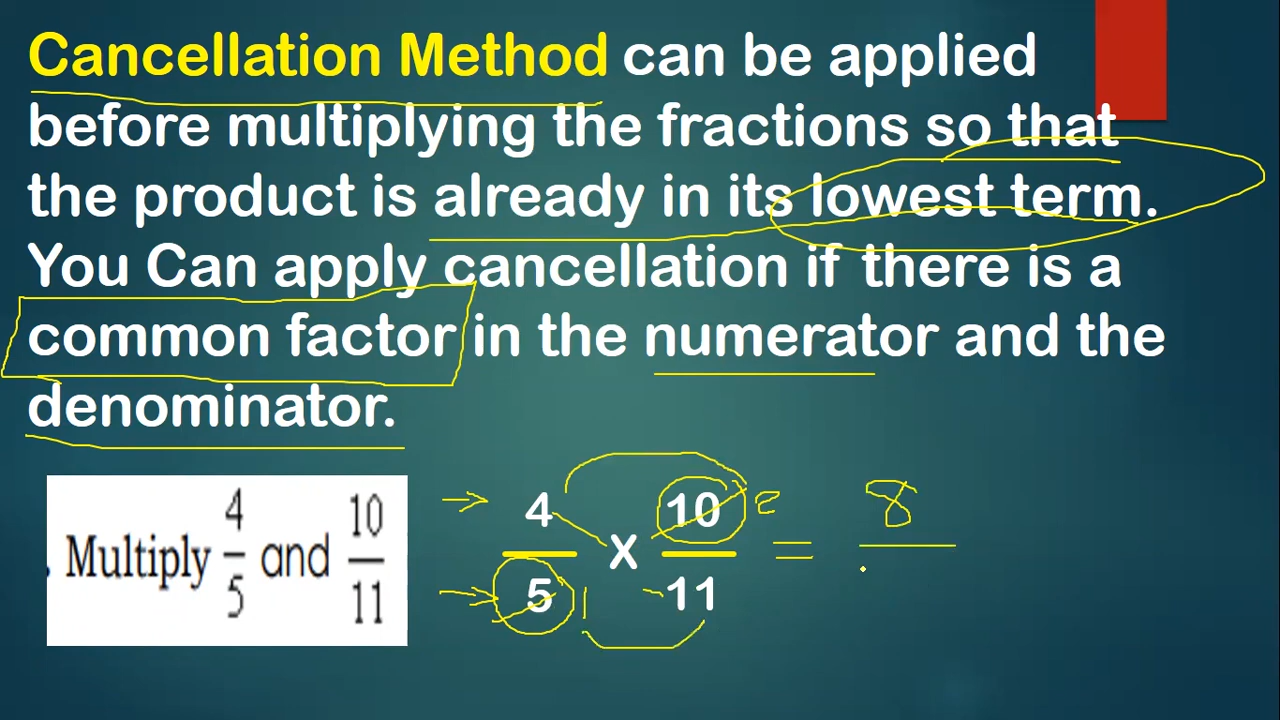 Cancellation Method can be applied
before multiplying the fractions so that
the product is already in its lowest term.
You Can apply cancellation if there is a
common factor in the numerator and the
denominator.
. Multiply 4/5 and 10/11
4 10 8
X =
5 1 11